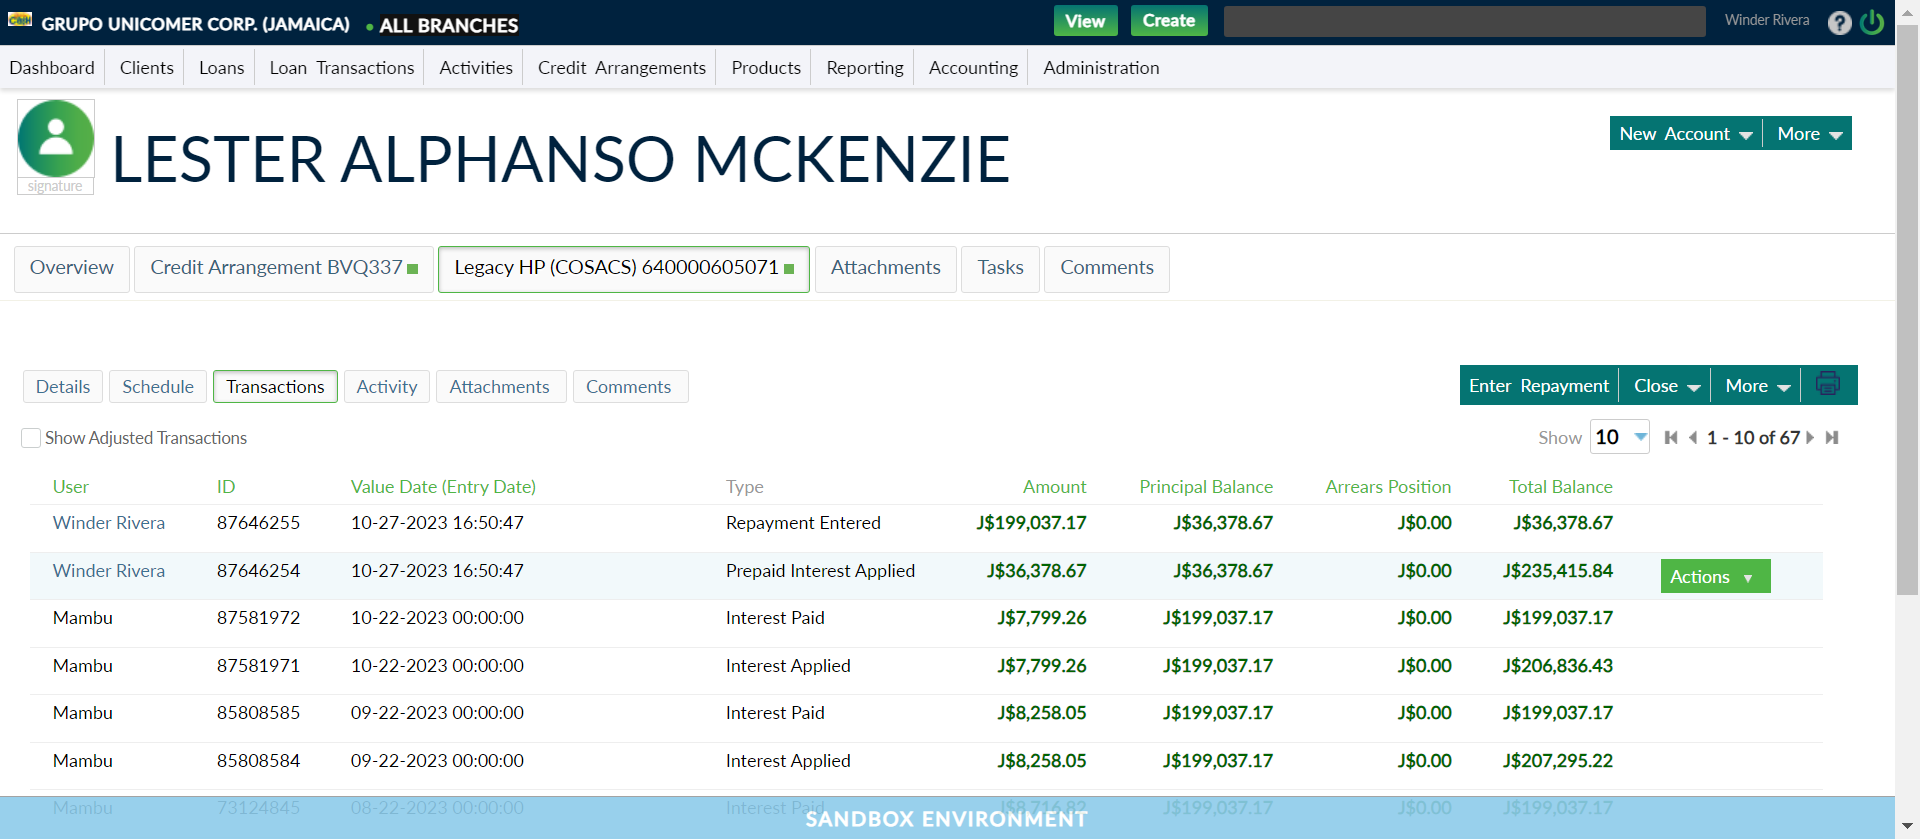 CASH GRUPO UNICOMER CORP. (JAMAICA) ALL BRANCHES View Create Winder Rivera ?
Dashboard Clients Loans Loan Transactions Activities Credit Arrangements Products Reporting Accounting Administration
signature
LESTER ALPHANSO MCKENZIE
New Account More
Overview Credit Arrangement BVQ337 Legacy HP (COSACS) 640000605071 Attachments Tasks Comments
Details Schedule Transactions Activity Attachments Comments Enter Repayment Close More
Show Adjusted Transactions Show 10 1 - 10 of 67
User ID Value Date (Entry Date) Type Amount Principal Balance Arrears Position Total Balance
Winder Rivera 87646255 10-27-2023 16:50:47 Repayment Entered J$199,037.17 J$36,378.67 J$0.00 J$36,378.67
Winder Rivera 87646254 10-27-2023 16:50:47 Prepaid Interest Applied J$36,378.67 J$36,378.67 J$0.00 J$235,415.84 Actions
Mambu 87581972 10-22-2023 00:00:00 Interest Paid J$7,799.26 J$199,037.17 J$0.00 J$199,037.17
Mambu 87581971 10-22-2023 00:00:00 Interest Applied J$7,799.26 J$199,037.17 J$0.00 J$206,836.43
Mambu 85808585 09-22-2023 00:00:00 Interest Paid J$8,258.05 J$199,037.17 J$0.00 J$199,037.17
Mambu 85808584 09-22-2023 00:00:00 Interest Applied J$8,258.05 J$199,037.17 J$0.00 J$207,295.22
Mambu 73124845 08-22-2023 00:00:00 Interest Paid J$8,716.82 J$199,037.17 J$0.00 J$199,037.17
SANDBOX ENVIRONMENT